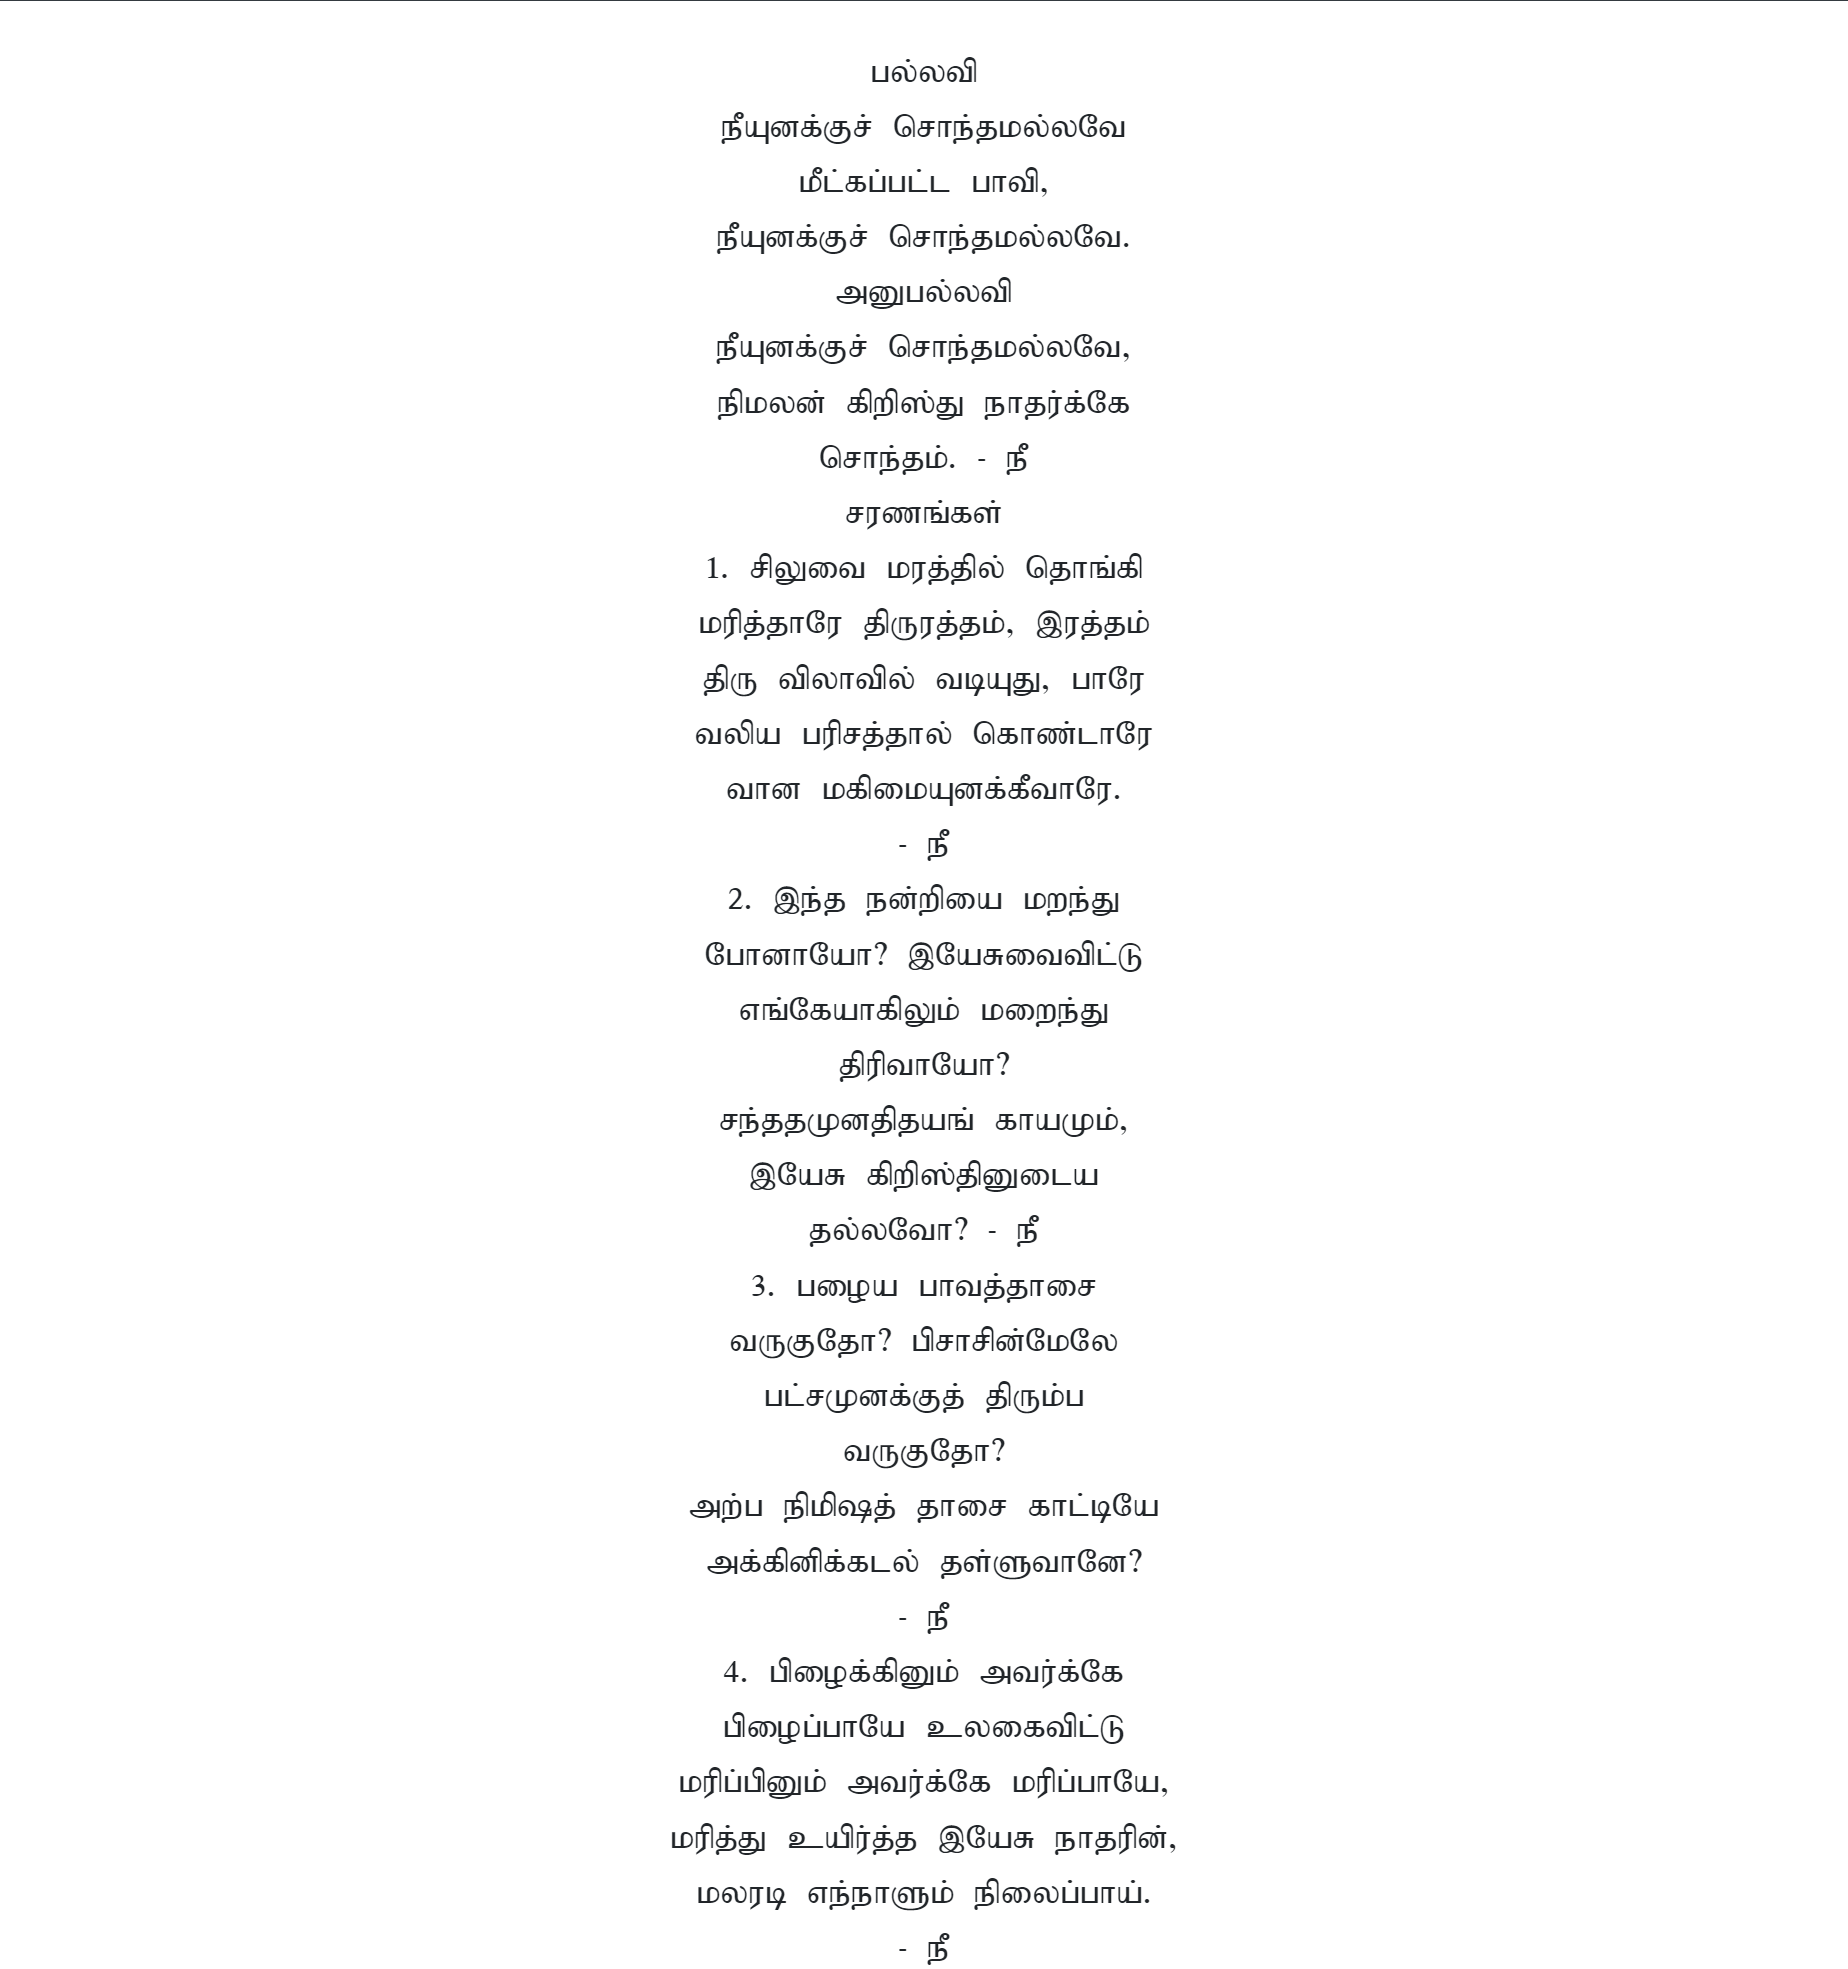 பல்லவி
நீயுனக்குச் சொந்தமல்லவே
மீட்கப்பட்ட பாவி,
நீயுனக்குச் சொந்தமல்லவே.
அனுபல்லவி
நீயுனக்குச் சொந்தமல்லவே,
நிமலன் கிறிஸ்து நாதர்க்கே
சொந்தம். - நீ
சரணங்கள்
1. சிலுவை மரத்தில் தொங்கி
மரித்தாரே திருரத்தம், இரத்தம்
திரு விலாவில் வடியுது, பாரே
வலிய பரிசத்தால் கொண்டாரே
வான மகிமையுனக்கீவாரே.
- நீ
2. இந்த நன்றியை மறந்து
போனாயோ? இயேசுவைவிட்டு
எங்கேயாகிலும் மறைந்து
திரிவாயோ?
சந்ததமுனதிதயங் காயமும்,
இயேசு கிறிஸ்தினுடைய
தல்லவோ? - நீ
3. பழைய பாவத்தாசை
வருகுதோ? பிசாசின்மேலே
பட்சமுனக்குத் திரும்ப
வருகுதோ?
அற்ப நிமிஷத் தாசை காட்டியே
அக்கினிக்கடல் தள்ளுவானே?
- நீ
4. பிழைக்கினும் அவர்க்கே
பிழைப்பாயே உலகைவிட்டு
மரிப்பினும் அவர்க்கே மரிப்பாயே,
மரித்து உயிர்த்த இயேசு நாதரின்,
மலரடி எந்நாளும் நிலைப்பாய்.
- நீ